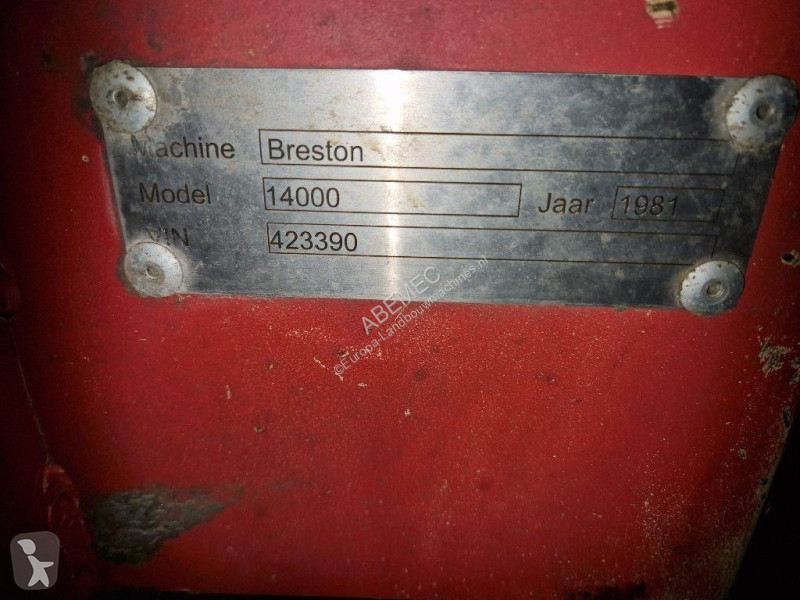 Machine Breston
Model 14000 Jaar 1981
VIN 423390
ABEMEC
©Europa-Landbouwmachines.nl